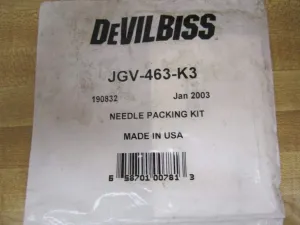 DEVILBISS
JGV-463-K3
190832 Jan 2003
NEEDLE PACKING KIT
MADE IN USA
6 58701 00781 3